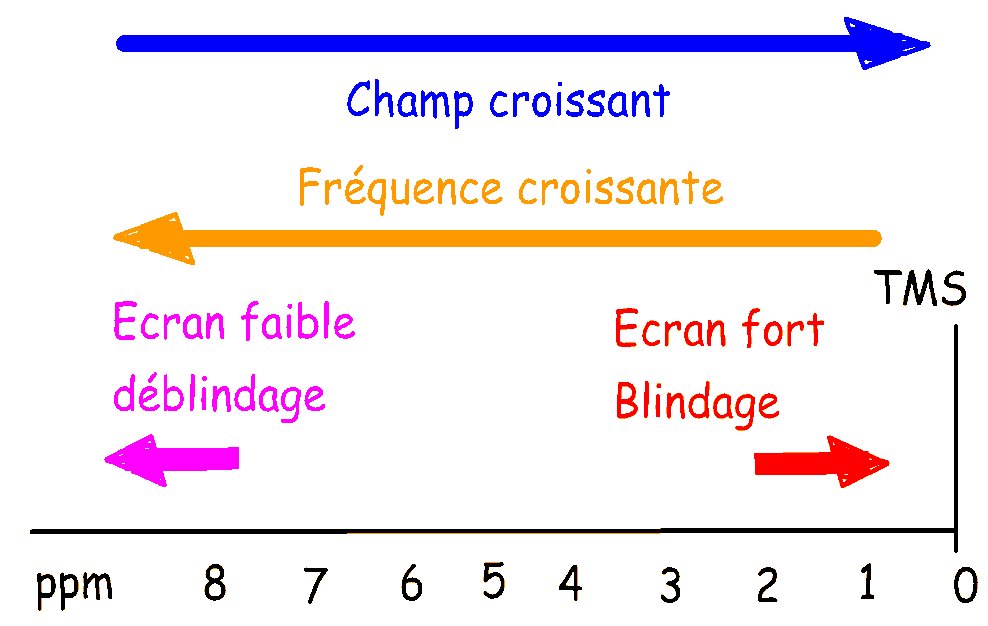 Champ croissant
Fréquence croissante
TMS
Ecran faible
déblindage
Ecran fort
Blindage
ppm 8 7 6 5 4 3 2 1 0